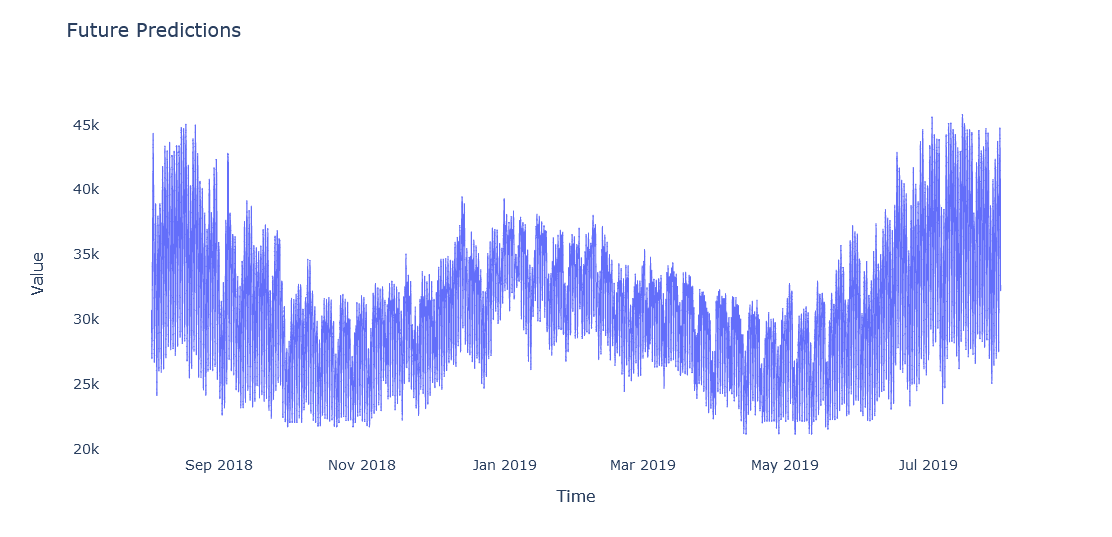 Future Predictions
45k
40k
35k
30k
25k
20k
Value
Sep 2018
Nov 2018
Jan 2019
Mar 2019
May 2019
Jul 2019
Time